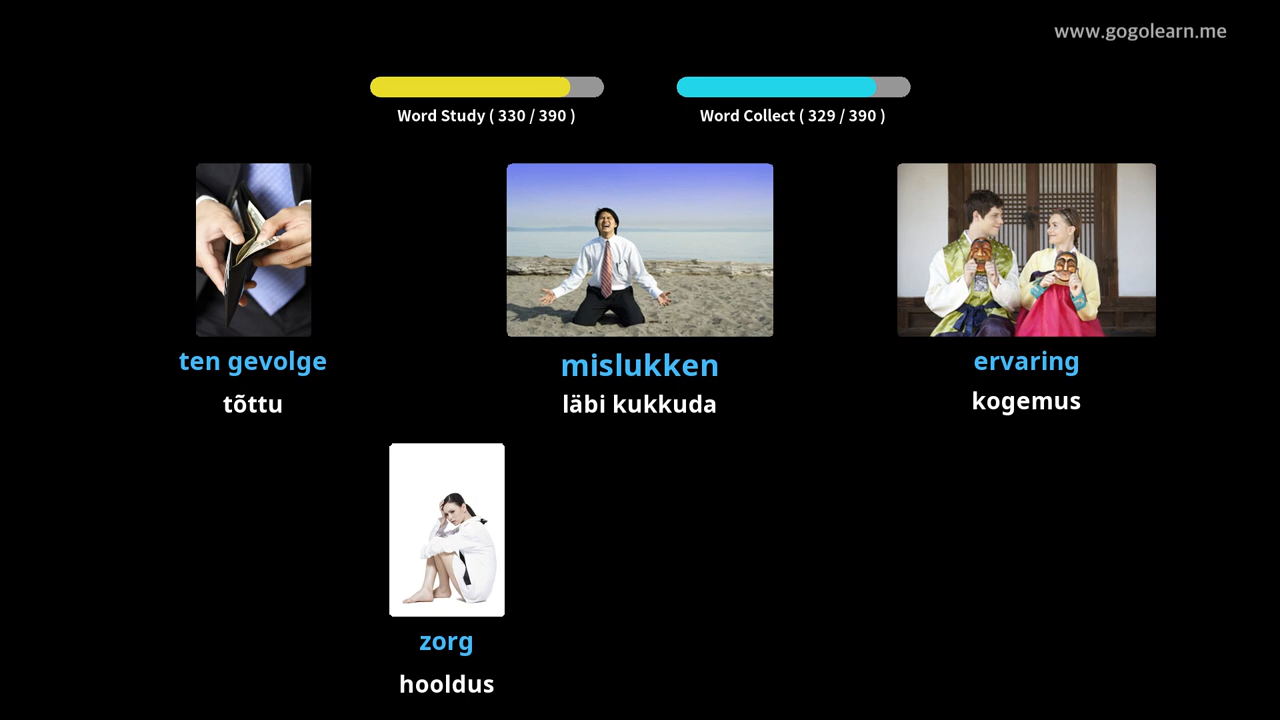 www.gogolearn.me
Word Study ( 330 / 390 )
Word Collect ( 329 / 390 )
ten gevolge
tõttu
mislukken
läbi kukkuda
ervaring
kogemus
zorg
hooldus